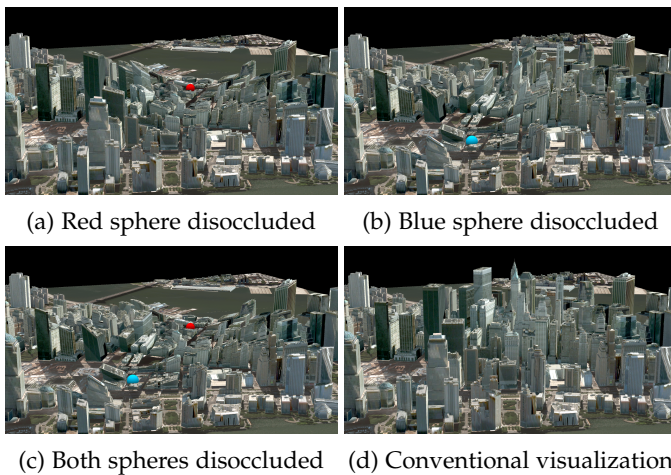 (a) Red sphere disoccluded
(b) Blue sphere disoccluded
(c) Both spheres disoccluded
(d) Conventional visualization